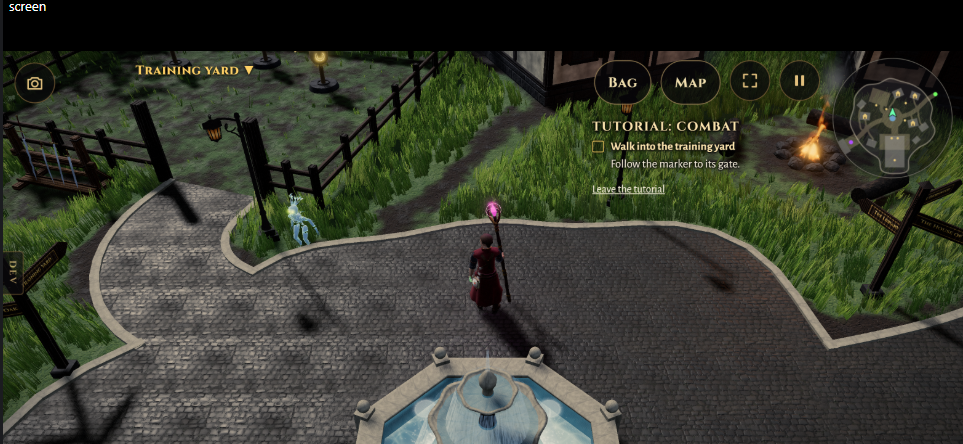 screen
Training yard ▼
Bag
Map
TUTORIAL: COMBAT
Walk into the training yard
Follow the marker to its gate.
Leave the tutorial
DEV